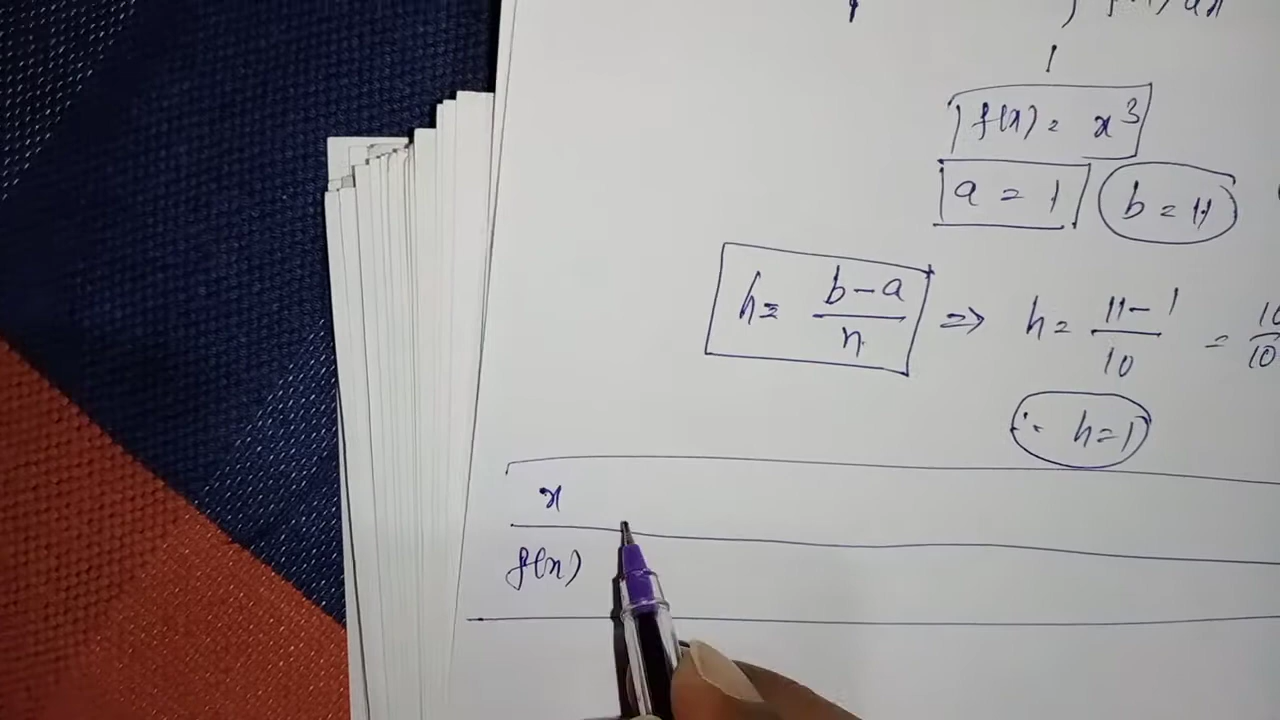 1
f(x) = x³
a = 1 b = 11
h = b-a/n ⇒ h = 11-1/10 = 10/10
∴ h=1
x
f(x)